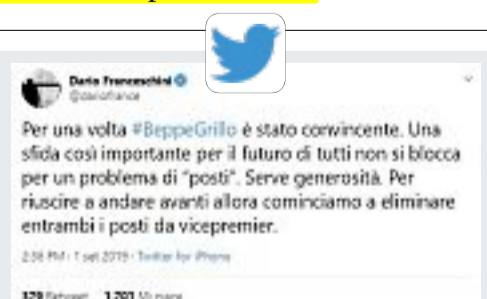 Dario Franceschini
@dariofrance
Per una volta #BeppeGrillo è stato convincente. Una
sfida così importante per il futuro di tutti non si blocca
per un problema di "posti". Serve generosità. Per
riuscire a andare avanti allora cominciamo a eliminare
entrambi i posti da vicepremier.
2:38 PM · 1 set 2019 · Twitter for iPhone
Retweet Mi piace